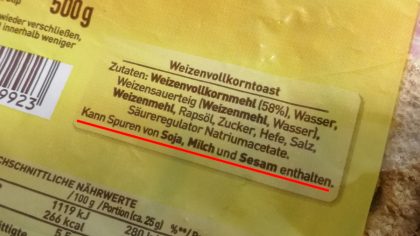 500g
wieder verschließen,
innerhalb weniger
9923
Weizenvollkorntoast
Zutaten: Weizenvollkornmehl (58%), Wasser,
Weizensauerteig (Weizenmehl, Wasser),
Weizenmehl, Rapsöl, Zucker, Hefe, Salz,
Säureregulator Natriumacetate.
Kann Spuren von Soja, Milch und Sesam enthalten.
CHSCHNITTLICHE NÄHRWERTE
/100 g /Portion (ca. 25 g) %**/P
1119 kJ 280
266 kcal